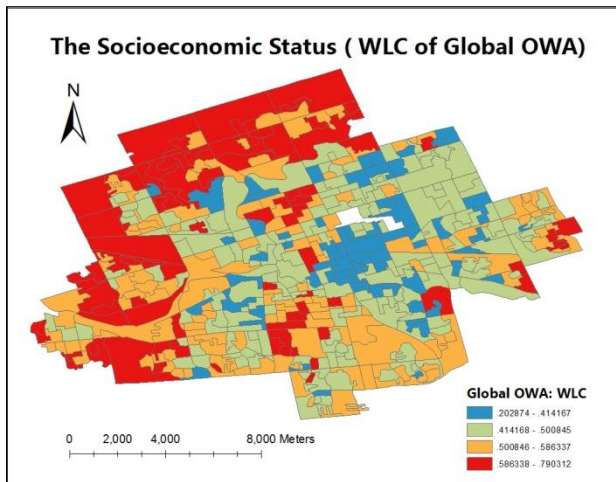 The Socioeconomic Status ( WLC of Global OWA)
N
Global OWA: WLC
.202874 - .414167
.414168 - .500845
.500846 - .586337
.586338 - .790312
0 2,000 4,000 8,000 Meters